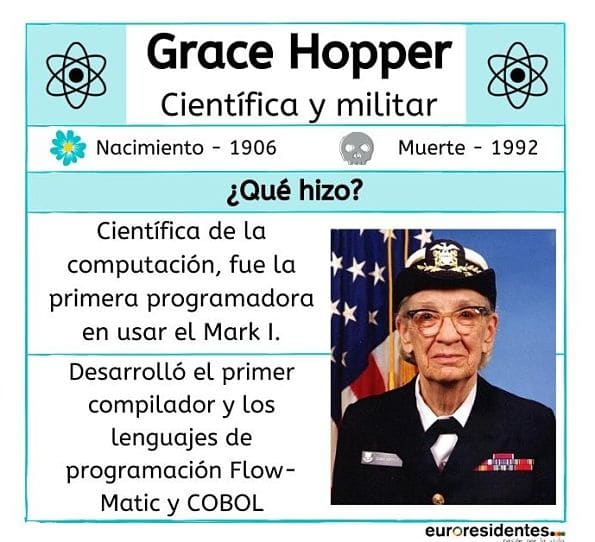 Grace Hopper
Científica y militar
Nacimiento - 1906
Muerte - 1992
¿Qué hizo?
Científica de la
computación, fue la
primera programadora
en usar el Mark I.
Desarrolló el primer
compilador y los
lenguajes de
programación Flow-
Matic y COBOL
euroresidentes...